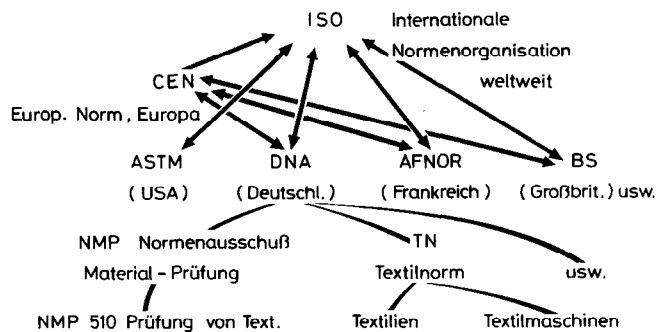 ISO Internationale
Normenorganisation
weltweit
CEN
Europ. Norm, Europa
ASTM DNA AFNOR BS
(USA) (Deutschl.) (Frankreich) (Großbrit.) usw.
NMP Normenausschuß TN
Material-Prüfung Textilnorm usw.
NMP 510 Prüfung von Text. Textilien Textilmaschinen